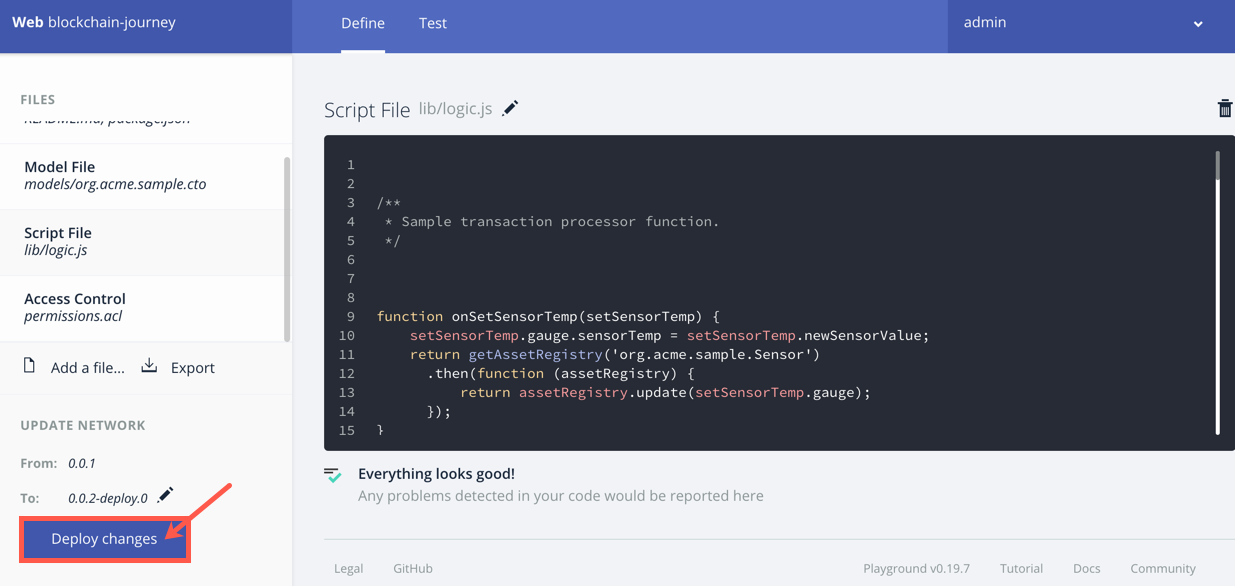 Web blockchain-journey
Define
Test
admin
FILES
README.md, package.json
Model File
models/org.acme.sample.cto
Script File
lib/logic.js
Access Control
permissions.acl
Add a file...
Export
UPDATE NETWORK
From: 0.0.1
To: 0.0.2-deploy.0
Deploy changes
Script File lib/logic.js
1
2
3 /**
4 * Sample transaction processor function.
5 */
6
7
8
9 function onSetSensorTemp(setSensorTemp) {
10 setSensorTemp.gauge.sensorTemp = setSensorTemp.newSensorValue;
11 return getAssetRegistry('org.acme.sample.Sensor')
12 .then(function (assetRegistry) {
13 return assetRegistry.update(setSensorTemp.gauge);
14 });
15 }
Everything looks good!
Any problems detected in your code would be reported here
Legal
GitHub
Playground v0.19.7
Tutorial
Docs
Community